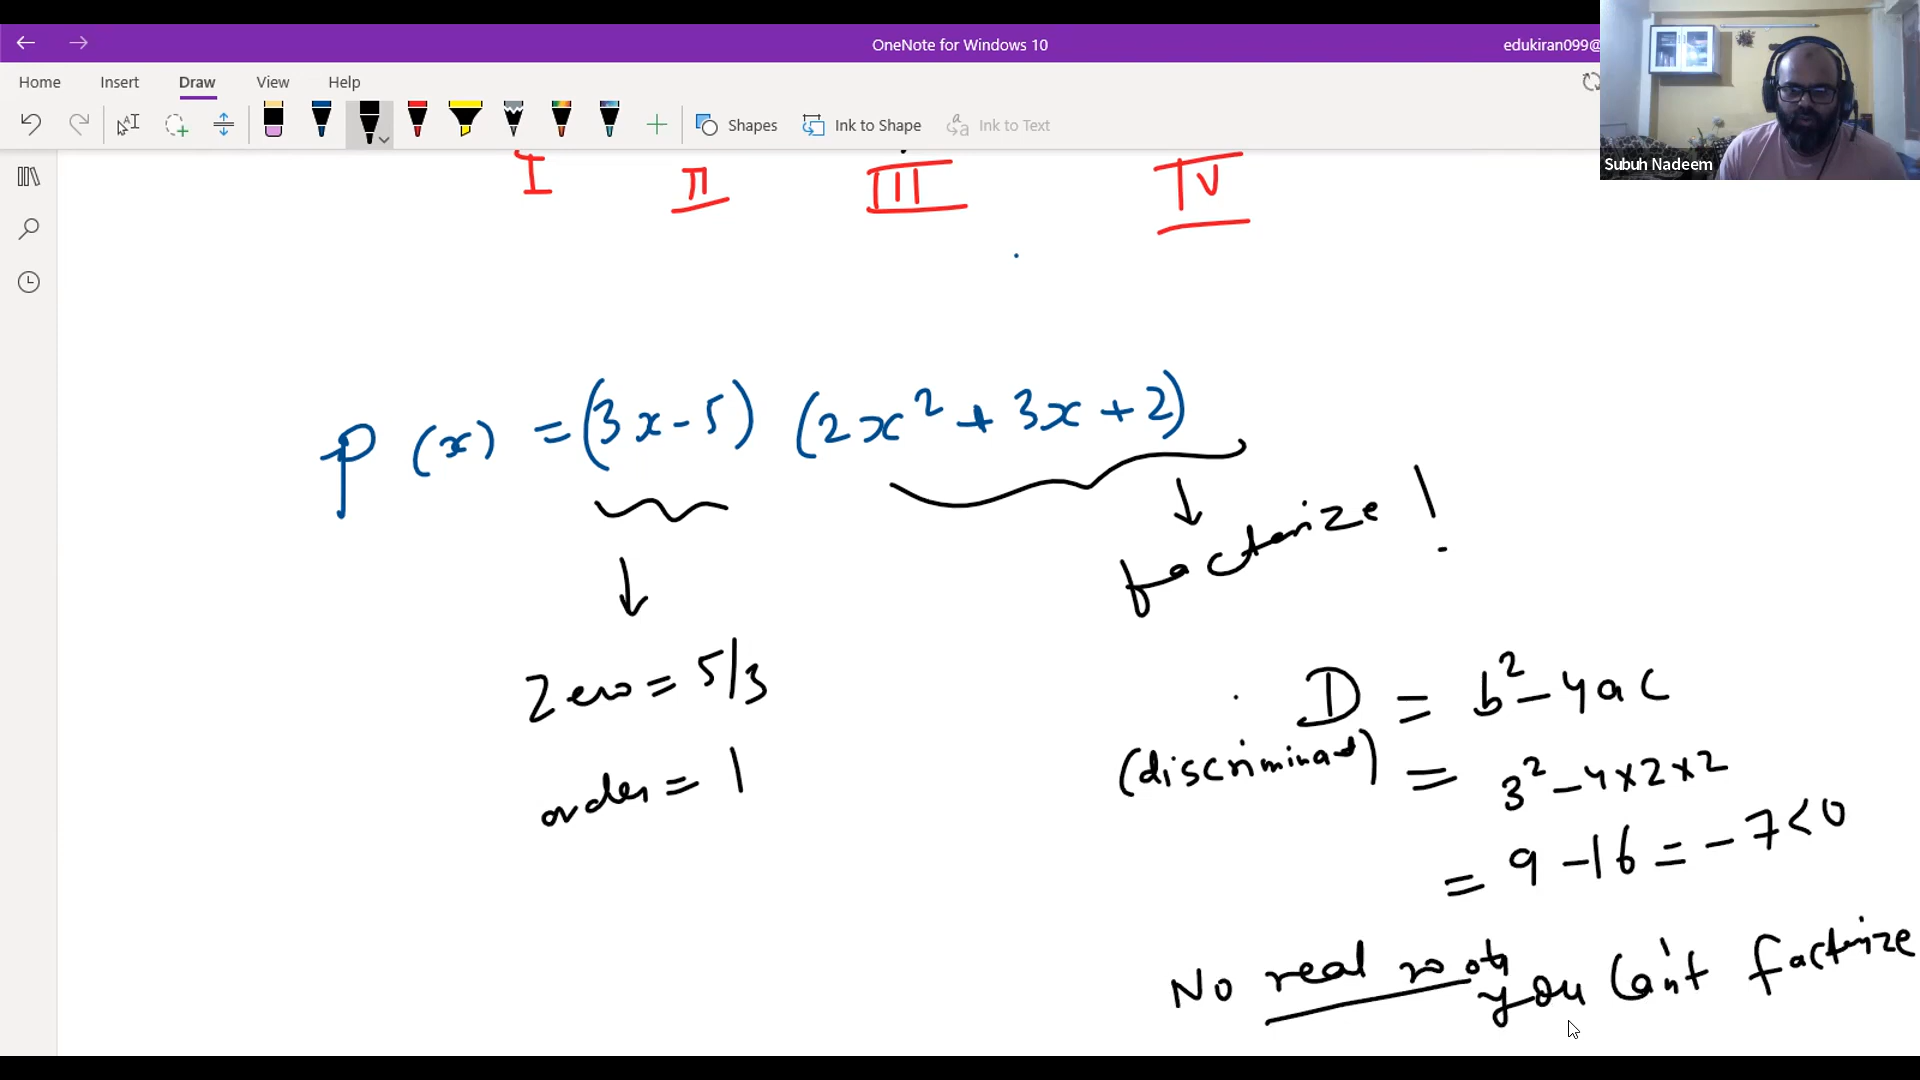 OneNote for Windows 10
edukiran099@
Home Insert Draw View Help
Shapes Ink to Shape Ink to Text
Subuh Nadeem
I II III IV
p(x) = (3x-5) (2x² + 3x + 2)
factorize!
Zero = 5/3
order = 1
D = b² - 4ac
(discriminant) = 3² - 4×2×2
= 9 - 16 = -7 < 0
No real roots
you can't factorize